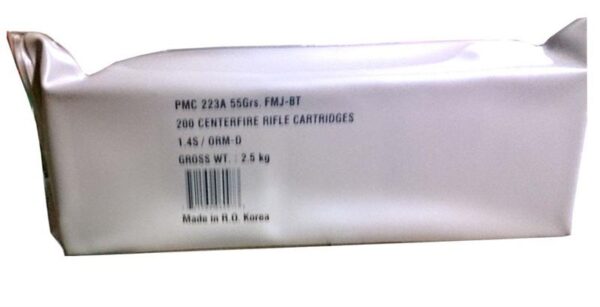 PMC 223A 55Grs. FMJ-BT
200 CENTERFIRE RIFLE CARTRIDGES
1.4S / ORM-D
GROSS WT. : 2.5 kg
Made in R.O. Korea